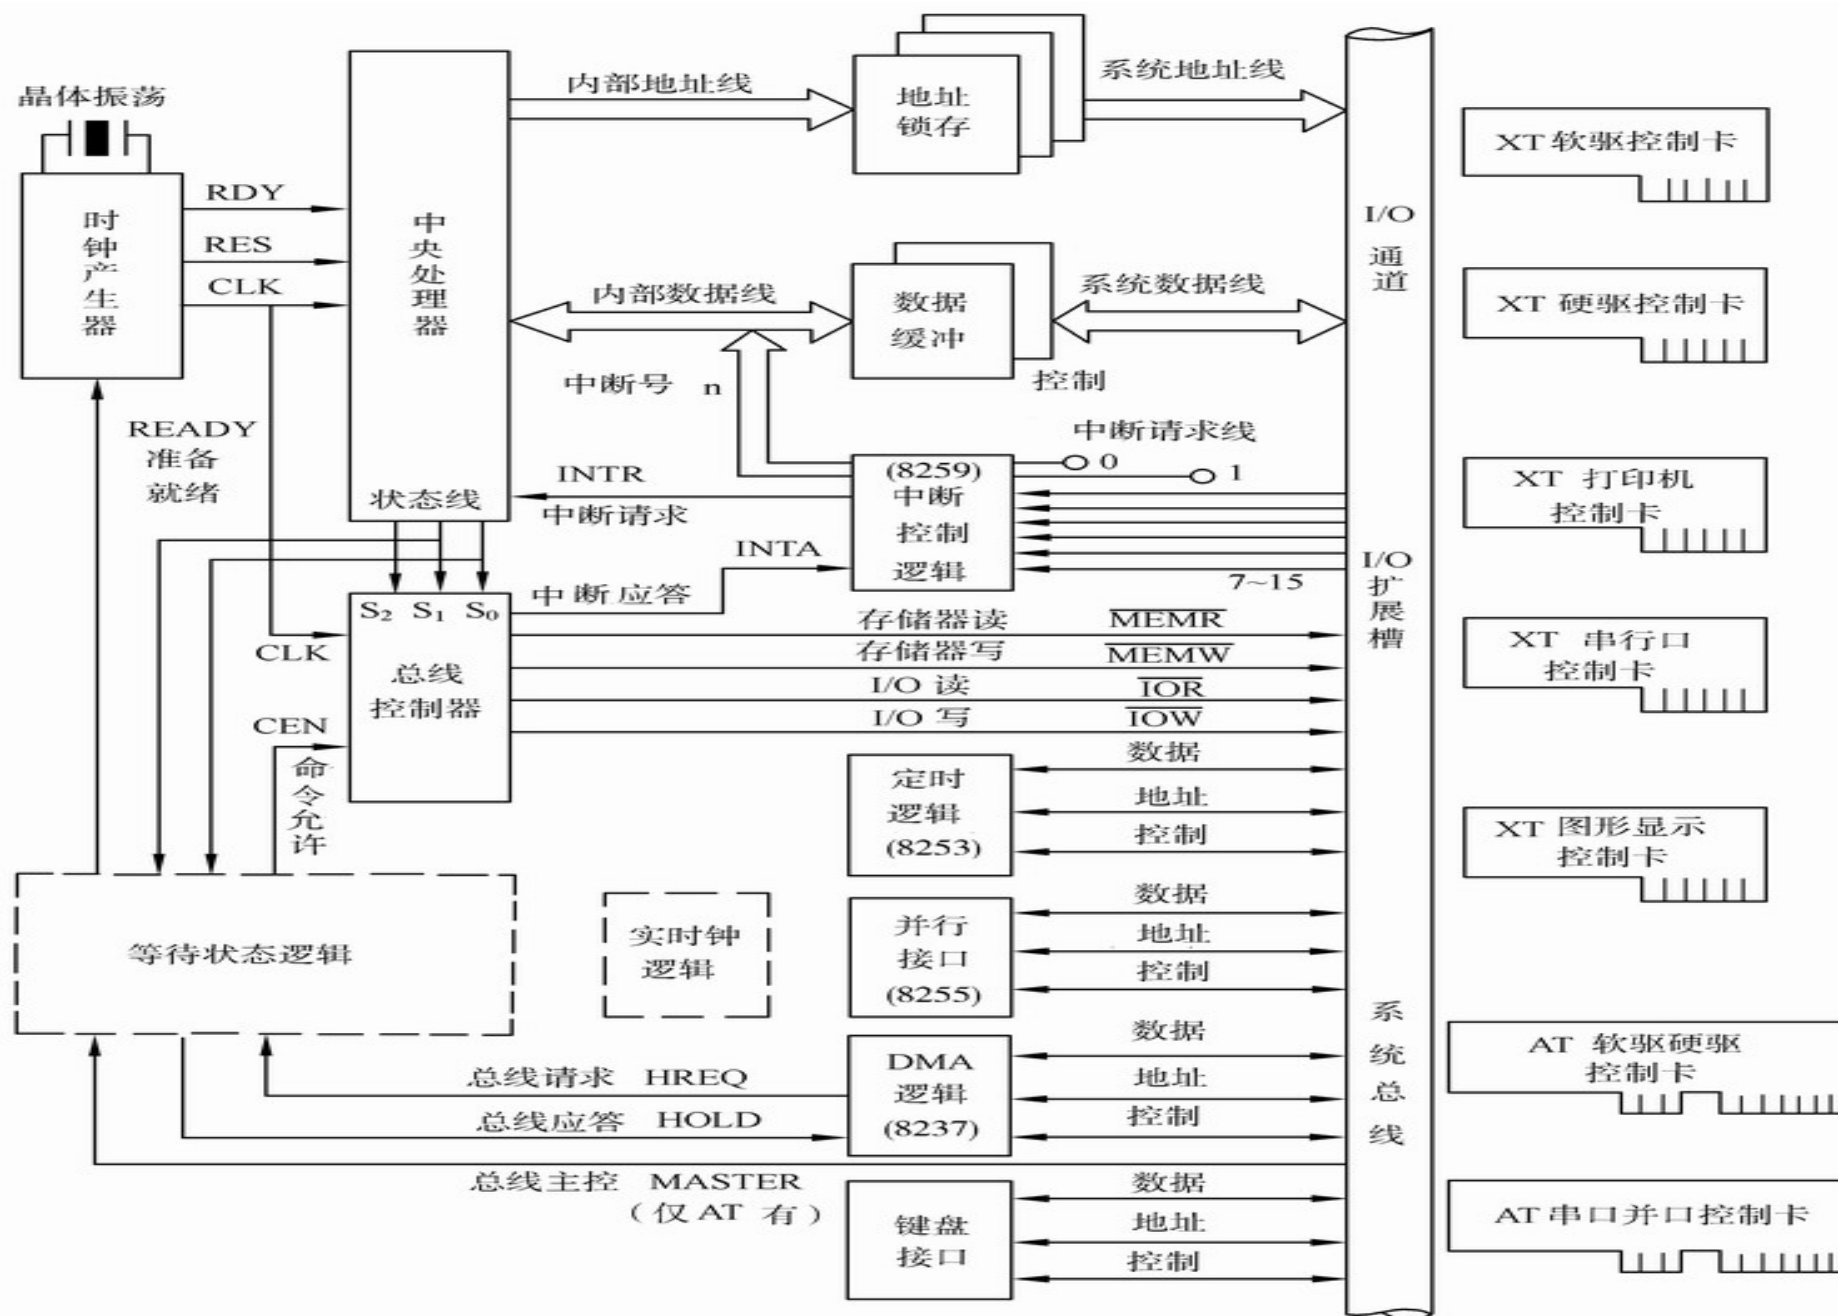 晶体振荡
时钟产生器
RDY
RES
CLK
READY
准备
就绪
中央处理器
状态线
内部地址线
地址
锁存
系统地址线
内部数据线
数据
缓冲
系统数据线
控制
中断号 n
中断请求线
0
1
INTR
中断请求
(8259)
中断
控制
逻辑
7~15
INTA
中断应答
S₂ S₁ S₀
总线
控制器
CLK
CEN
命令允许
存储器读 M̅E̅M̅R̅
存储器写 M̅E̅M̅W̅
I/O 读 I̅O̅R̅
I/O 写 I̅O̅W̅
定时
逻辑
(8253)
数据
地址
控制
并行
接口
(8255)
数据
地址
控制
等待状态逻辑
实时钟
逻辑
DMA
逻辑
(8237)
数据
地址
控制
总线请求 HREQ
总线应答 HOLD
总线主控 MASTER
(仅AT 有)
键盘
接口
数据
地址
控制
I/O
通道
I/O
扩展槽
系统总线
XT软驱控制卡
XT 硬驱控制卡
XT 打印机
控制卡
XT 串行口
控制卡
XT 图形显示
控制卡
AT 软驱硬驱
控制卡
AT串口并口控制卡